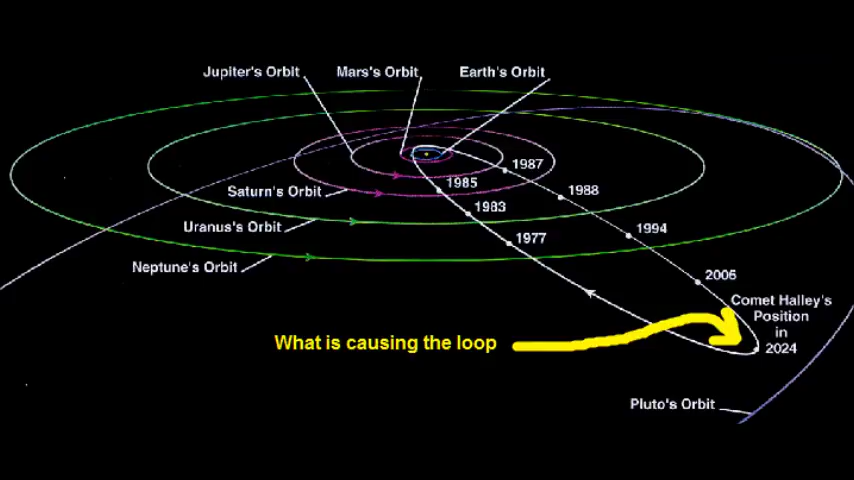 Jupiter's Orbit
Mars's Orbit
Earth's Orbit
1987
1985
Saturn's Orbit
1988
1983
Uranus's Orbit
1994
1977
Neptune's Orbit
2005
Comet Halley's
Position
in
2024
What is causing the loop
Pluto's Orbit